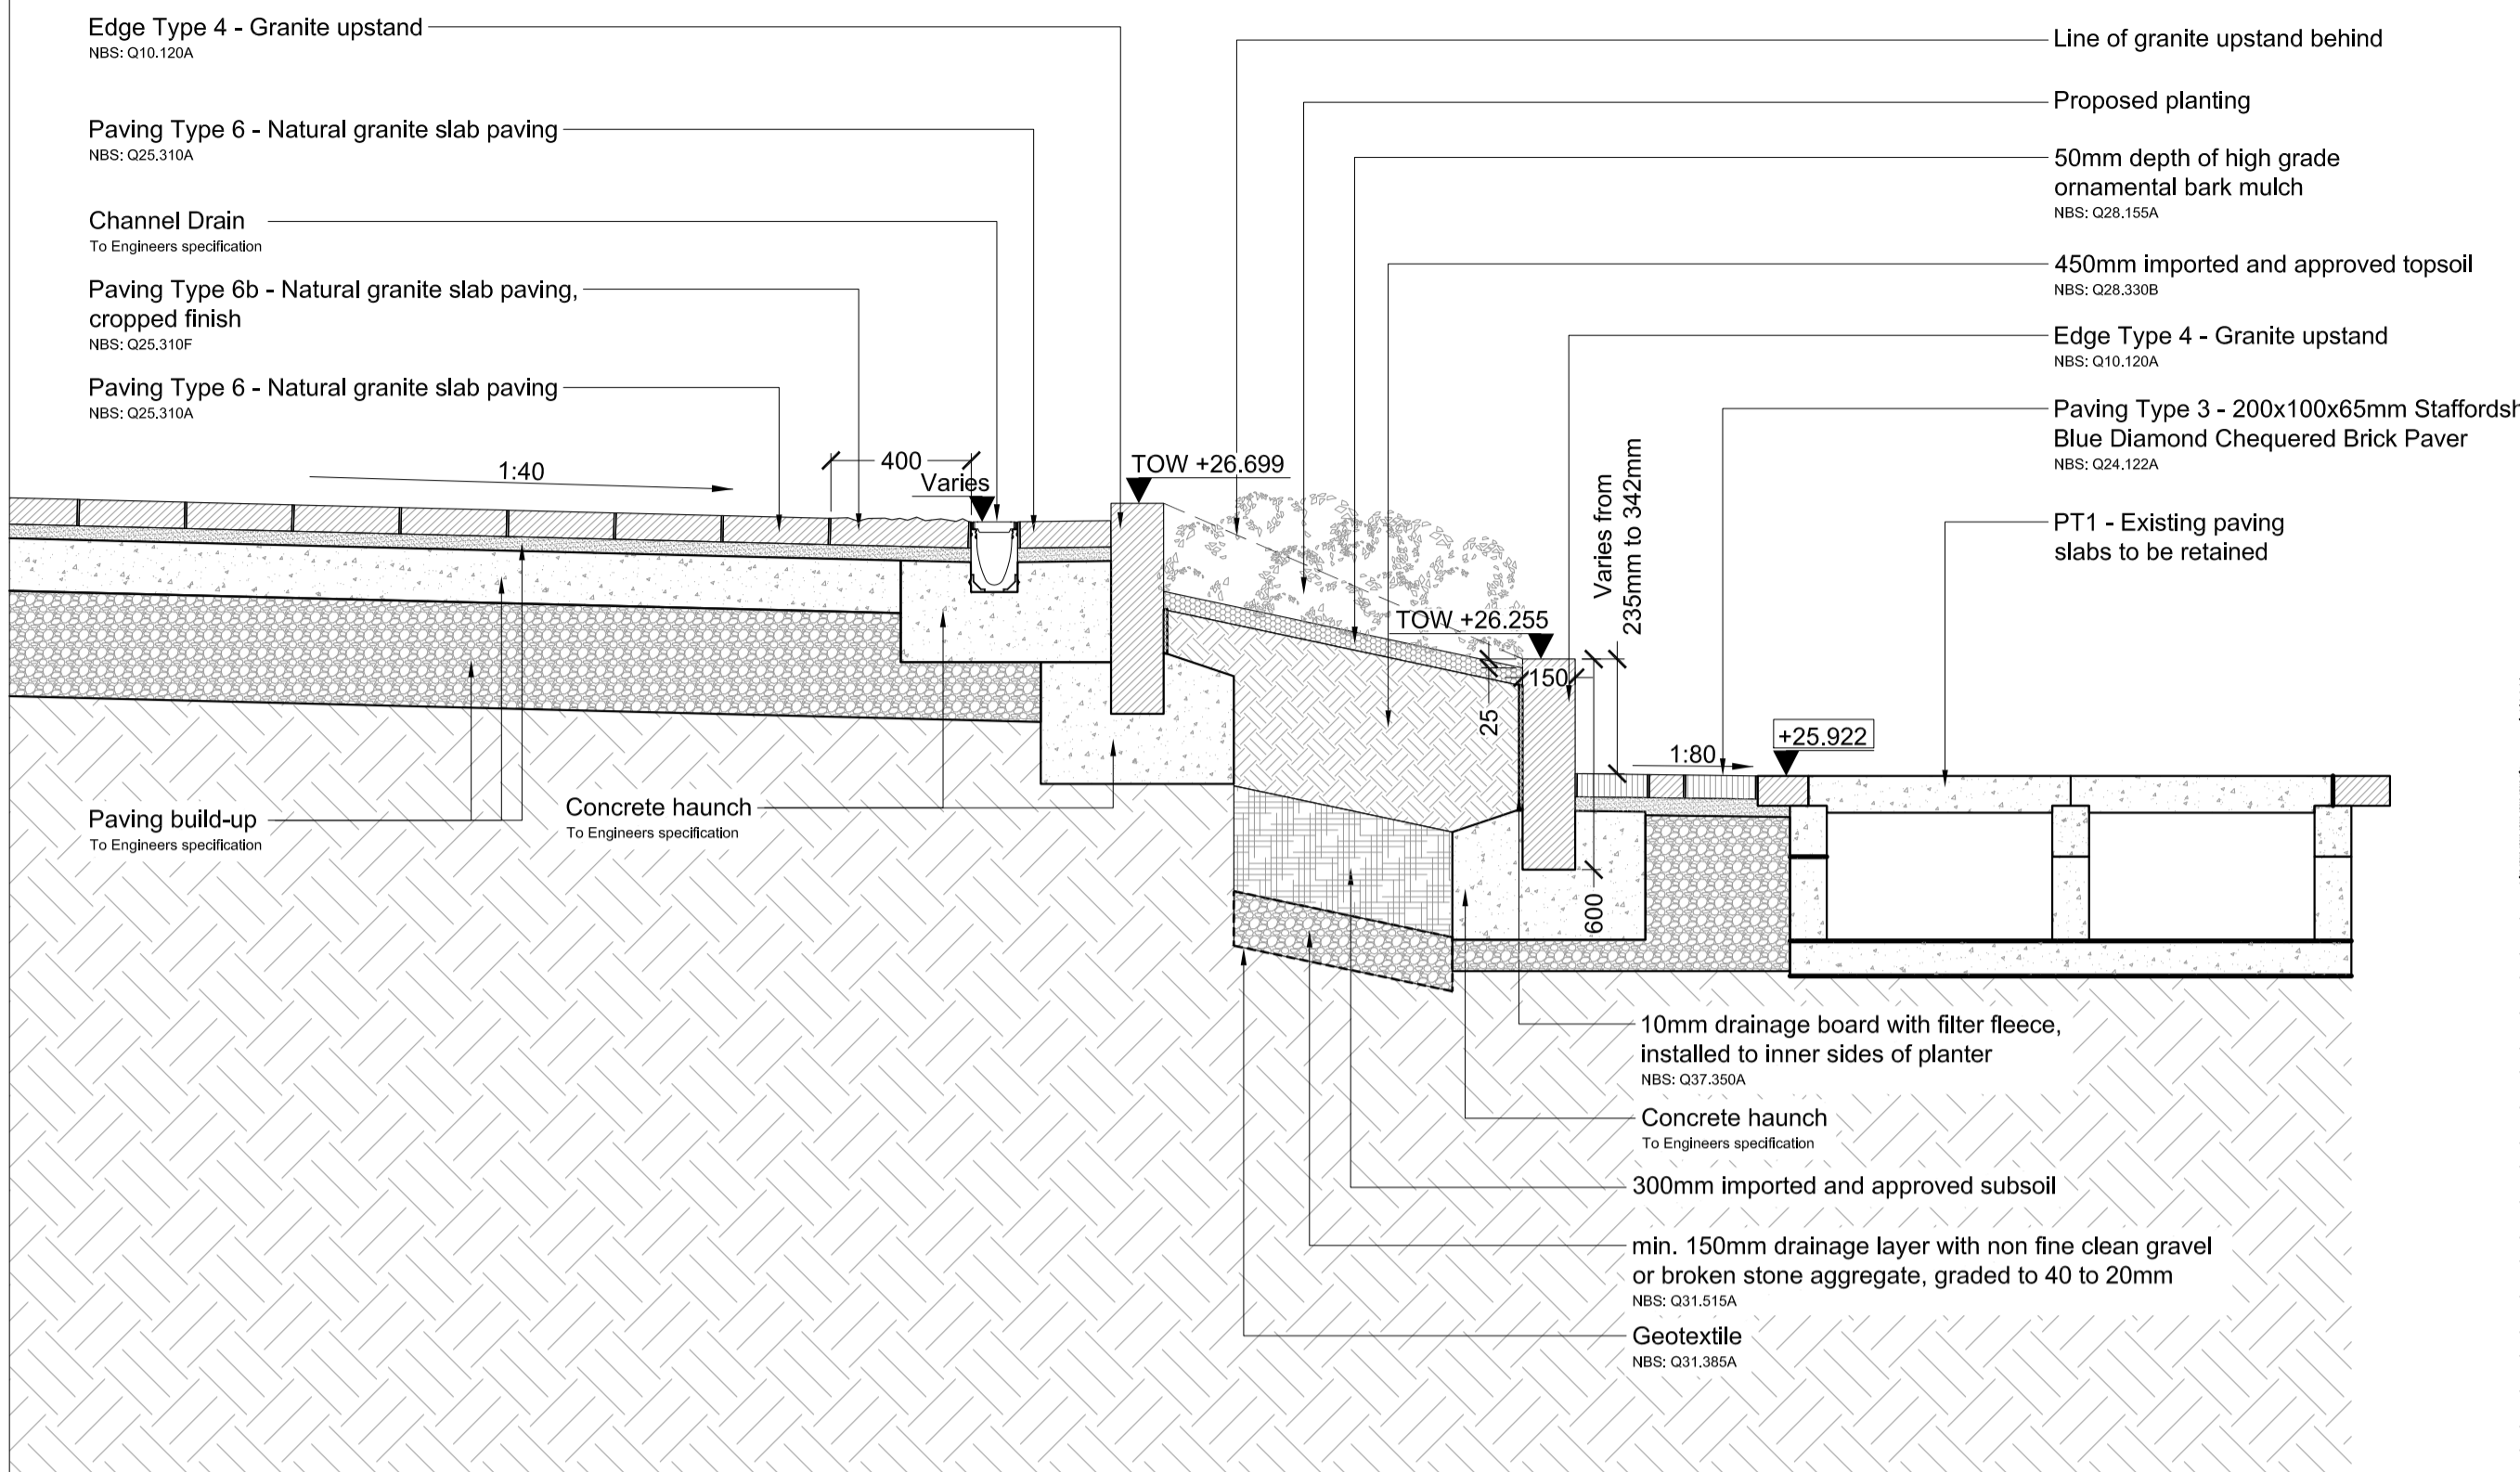 Edge Type 4 - Granite upstand
NBS: Q10.120A
Paving Type 6 - Natural granite slab paving
NBS: Q25.310A
Channel Drain
To Engineers specification
Paving Type 6b - Natural granite slab paving,
cropped finish
NBS: Q25.310F
Paving Type 6 - Natural granite slab paving
NBS: Q25.310A
1:40
400
Varies
TOW +26.699
Line of granite upstand behind
Proposed planting
50mm depth of high grade
ornamental bark mulch
NBS: Q28.155A
450mm imported and approved topsoil
NBS: Q28.330B
Edge Type 4 - Granite upstand
NBS: Q10.120A
Paving Type 3 - 200x100x65mm Staffordsh
Blue Diamond Chequered Brick Paver
NBS: Q24.122A
PT1 - Existing paving
slabs to be retained
Varies from
235mm to 342mm
TOW +26.255
150
25
600
1:80
+25.922
Paving build-up
To Engineers specification
Concrete haunch
To Engineers specification
10mm drainage board with filter fleece,
installed to inner sides of planter
NBS: Q37.350A
Concrete haunch
To Engineers specification
300mm imported and approved subsoil
min. 150mm drainage layer with non fine clean gravel
or broken stone aggregate, graded to 40 to 20mm
NBS: Q31.515A
Geotextile
NBS: Q31.385A